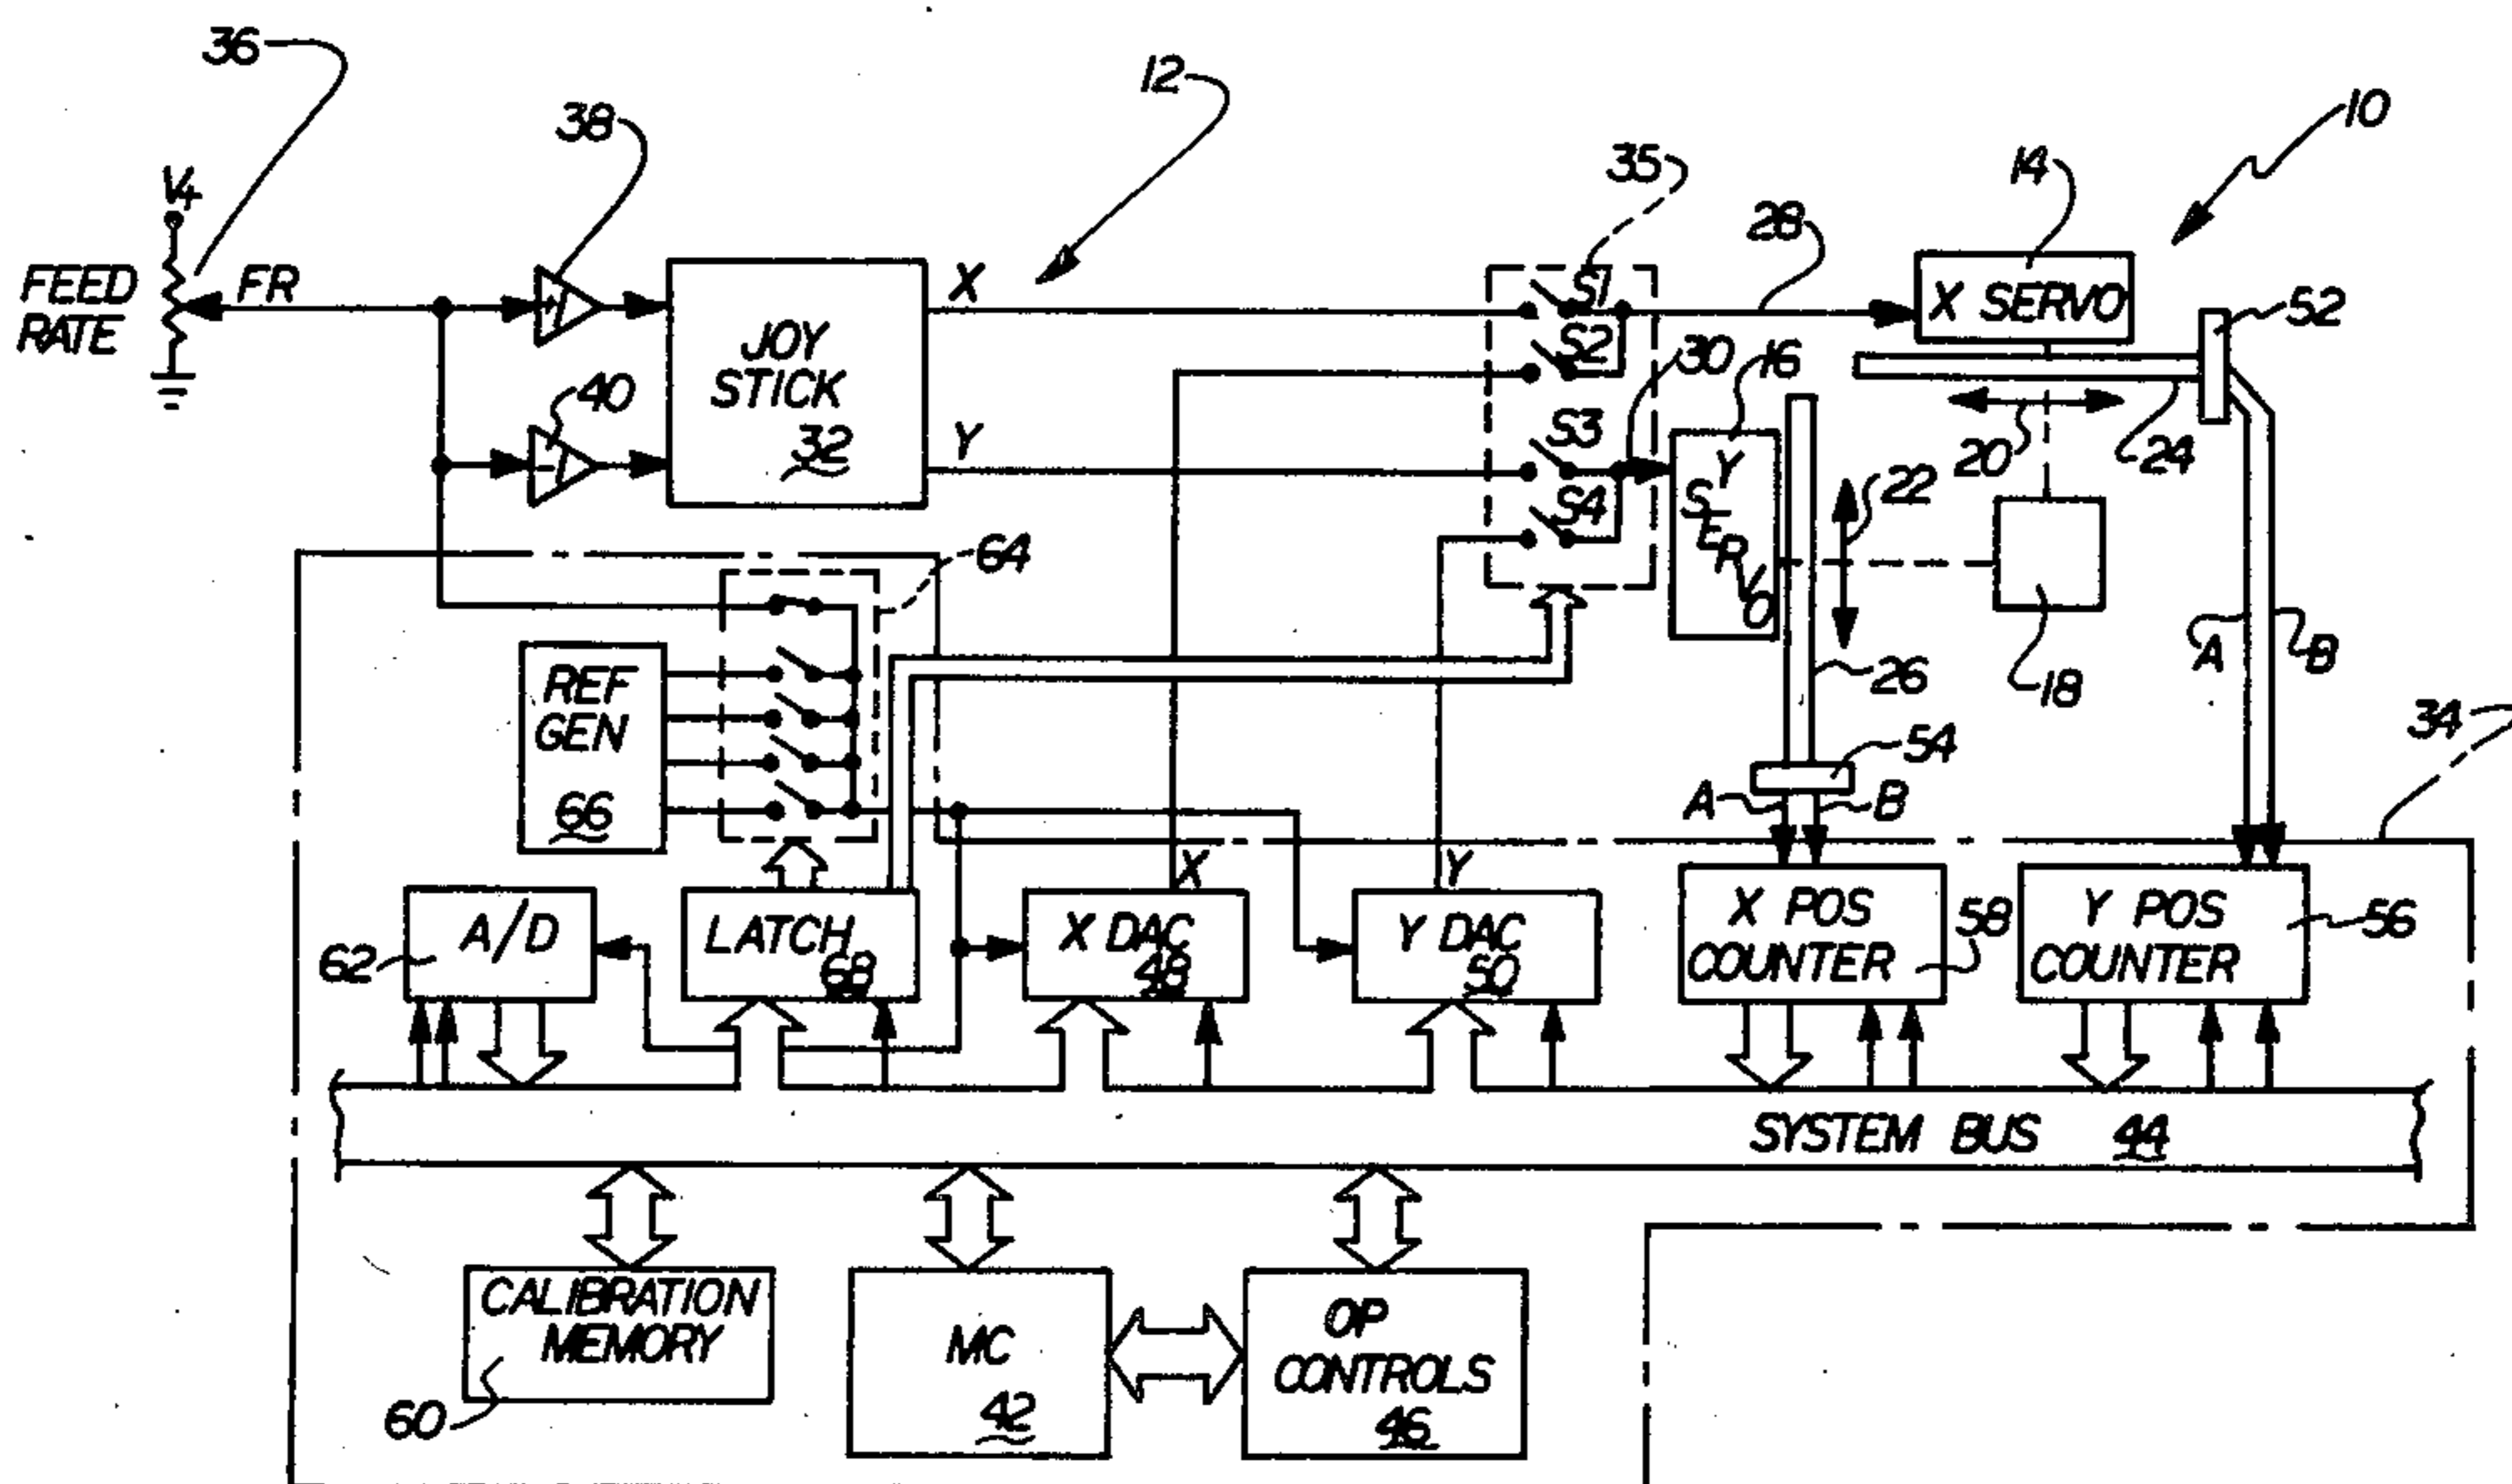 36
38
12
10
35
14
V+
28
FEED
RATE
FR
+1
X
S1
X SERVO
52
JOY
STICK
32
S2
30
16
40
-1
Y
S3
20
24
S4
Y
SERVO
22
64
A
B
18
26
REF
GEN
66
34
54
A
B
X
Y
A/D
62
LATCH
68
X DAC
48
Y DAC
50
X POS
COUNTER
58
Y POS
COUNTER
56
SYSTEM BUS 44
CALIBRATION
MEMORY
60
MC
42
OP
CONTROLS
46